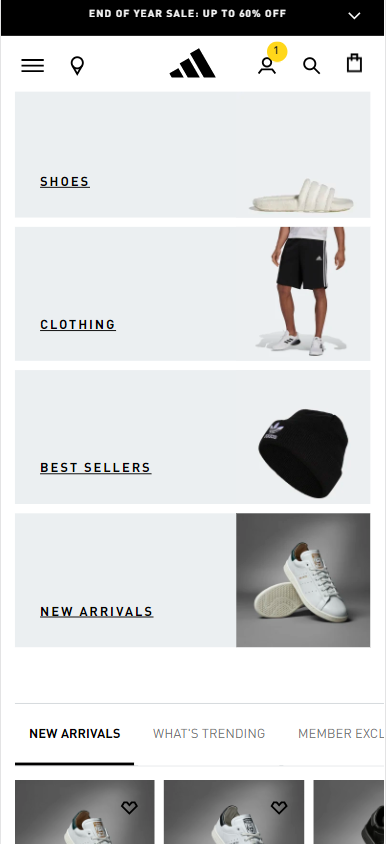 END OF YEAR SALE: UP TO 60% OFF
1
SHOES
CLOTHING
BEST SELLERS
NEW ARRIVALS
NEW ARRIVALS WHAT'S TRENDING MEMBER EXCL